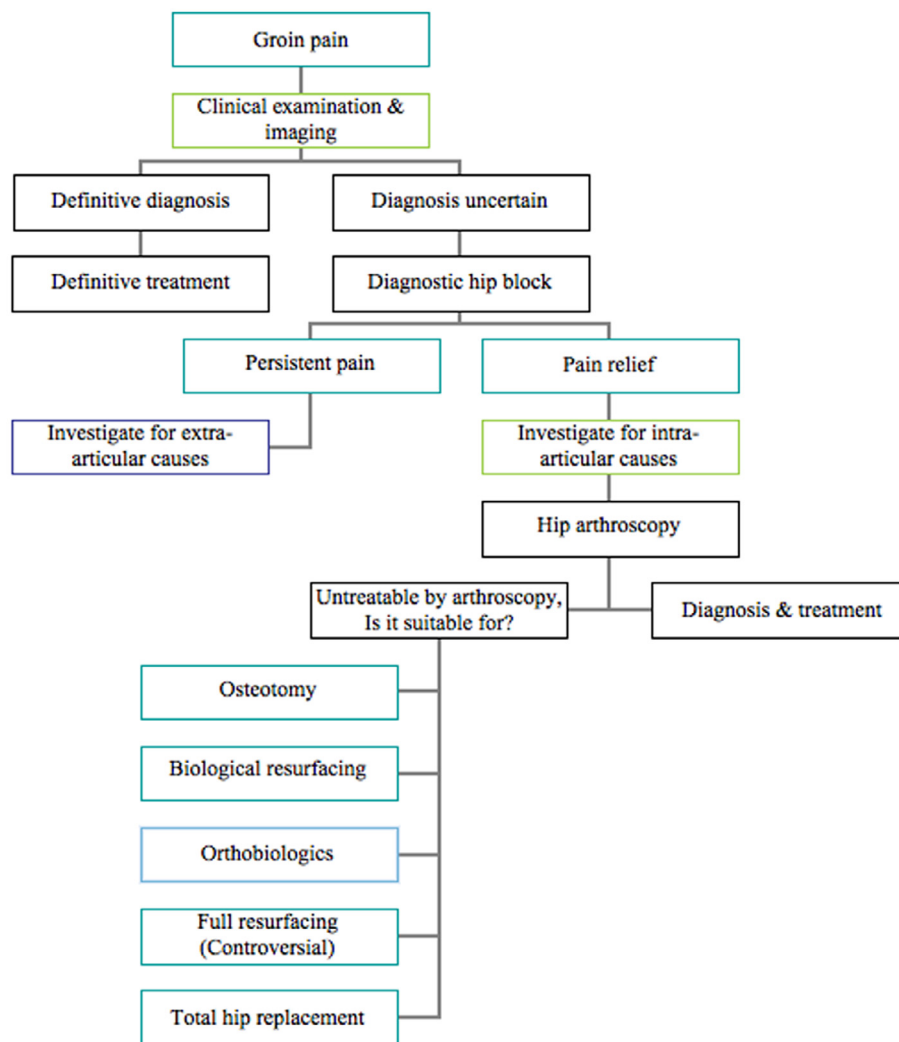 Groin pain
Clinical examination &
imaging
Definitive diagnosis
Diagnosis uncertain
Definitive treatment
Diagnostic hip block
Persistent pain
Pain relief
Investigate for extra-
articular causes
Investigate for intra-
articular causes
Hip arthroscopy
Untreatable by arthroscopy,
Is it suitable for?
Diagnosis & treatment
Osteotomy
Biological resurfacing
Orthobiologics
Full resurfacing
(Controversial)
Total hip replacement